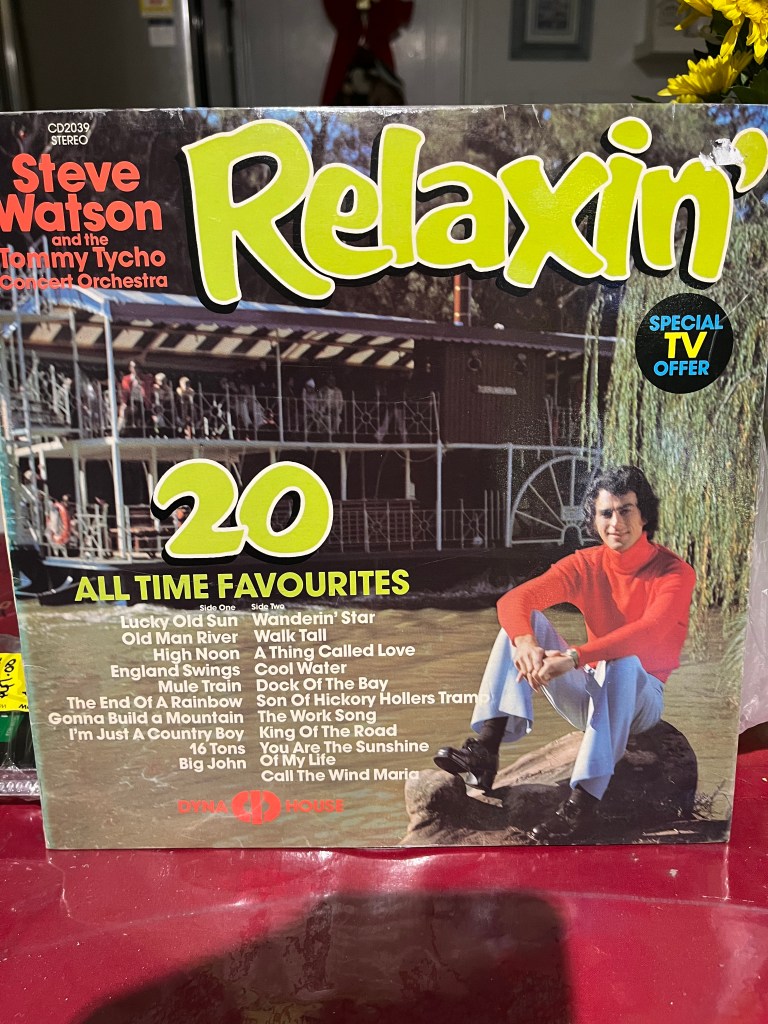 CD2039
STEREO
Steve
Watson
and the
Tommy Tycho
Concert Orchestra
Relaxin'
SPECIAL
TV
OFFER
20
ALL TIME FAVOURITES
Side One
Lucky Old Sun
Old Man River
High Noon
England Swings
Mule Train
The End Of A Rainbow
Gonna Build a Mountain
I'm Just A Country Boy
16 Tons
Big John
Side Two
Wanderin' Star
Walk Tall
A Thing Called Love
Cool Water
Dock Of The Bay
Son Of Hickory Hollers Tramp
The Work Song
King Of The Road
You Are The Sunshine
Of My Life
Call The Wind Maria
DYNA HOUSE